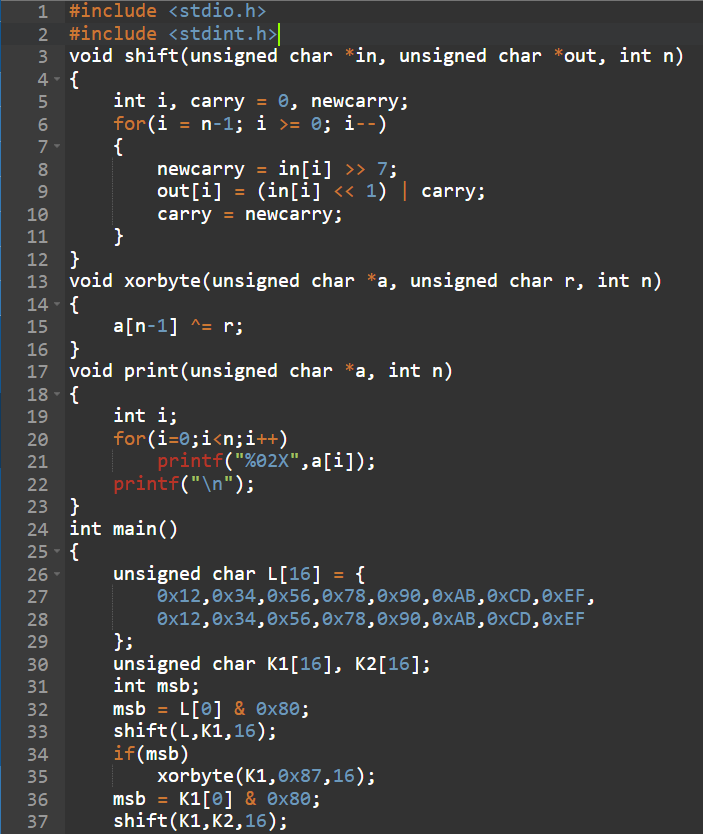 1 #include <stdio.h>
2 #include <stdint.h>
3 void shift(unsigned char *in, unsigned char *out, int n)
4 {
5     int i, carry = 0, newcarry;
6     for(i = n-1; i >= 0; i--)
7     {
8         newcarry = in[i] >> 7;
9         out[i] = (in[i] << 1) | carry;
10         carry = newcarry;
11     }
12 }
13 void xorbyte(unsigned char *a, unsigned char r, int n)
14 {
15     a[n-1] ^= r;
16 }
17 void print(unsigned char *a, int n)
18 {
19     int i;
20     for(i=0;i<n;i++)
21         printf("%02X",a[i]);
22     printf("\n");
23 }
24 int main()
25 {
26     unsigned char L[16] = {
27         0x12,0x34,0x56,0x78,0x90,0xAB,0xCD,0xEF,
28         0x12,0x34,0x56,0x78,0x90,0xAB,0xCD,0xEF
29     };
30     unsigned char K1[16], K2[16];
31     int msb;
32     msb = L[0] & 0x80;
33     shift(L,K1,16);
34     if(msb)
35         xorbyte(K1,0x87,16);
36     msb = K1[0] & 0x80;
37     shift(K1,K2,16);